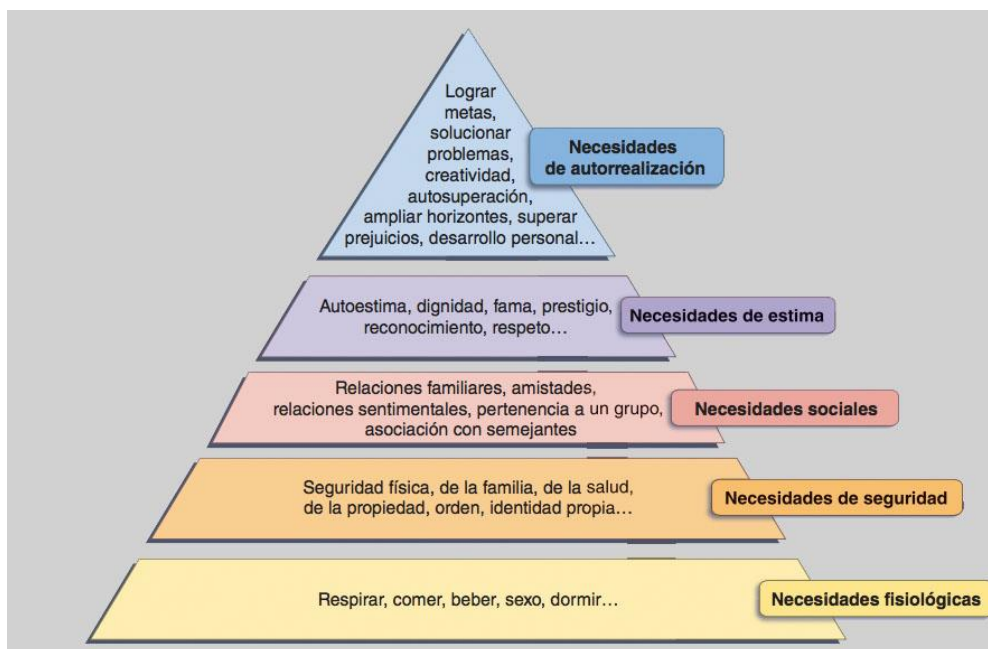 Lograr
metas,
solucionar
problemas,
creatividad,
autosuperación,
ampliar horizontes, superar
prejuicios, desarrollo personal…
Necesidades
de autorrealización
Autoestima, dignidad, fama, prestigio,
reconocimiento, respeto…
Necesidades de estima
Relaciones familiares, amistades,
relaciones sentimentales, pertenencia a un grupo,
asociación con semejantes
Necesidades sociales
Seguridad física, de la familia, de la salud,
de la propiedad, orden, identidad propia…
Necesidades de seguridad
Respirar, comer, beber, sexo, dormir…
Necesidades fisiológicas